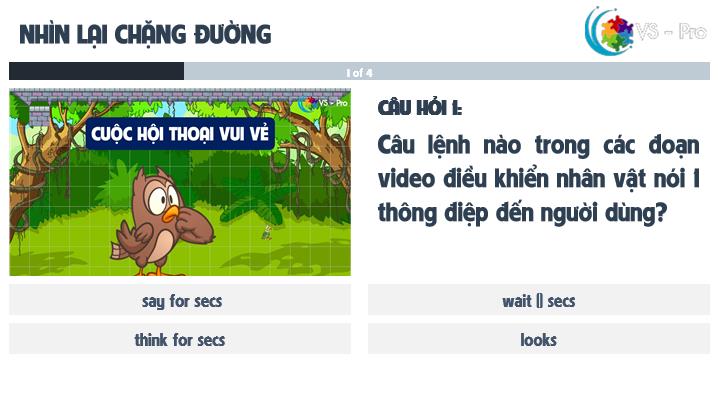 NHÌN LẠI CHẶNG ĐƯỜNG
VS - Pro
1 of 4
VS - Pro
CUỘC HỘI THOẠI VUI VẺ
CÂU HỎI 1:
Câu lệnh nào trong các đoạn
video điều khiển nhân vật nói 1
thông điệp đến người dùng?
say for secs
wait () secs
think for secs
looks